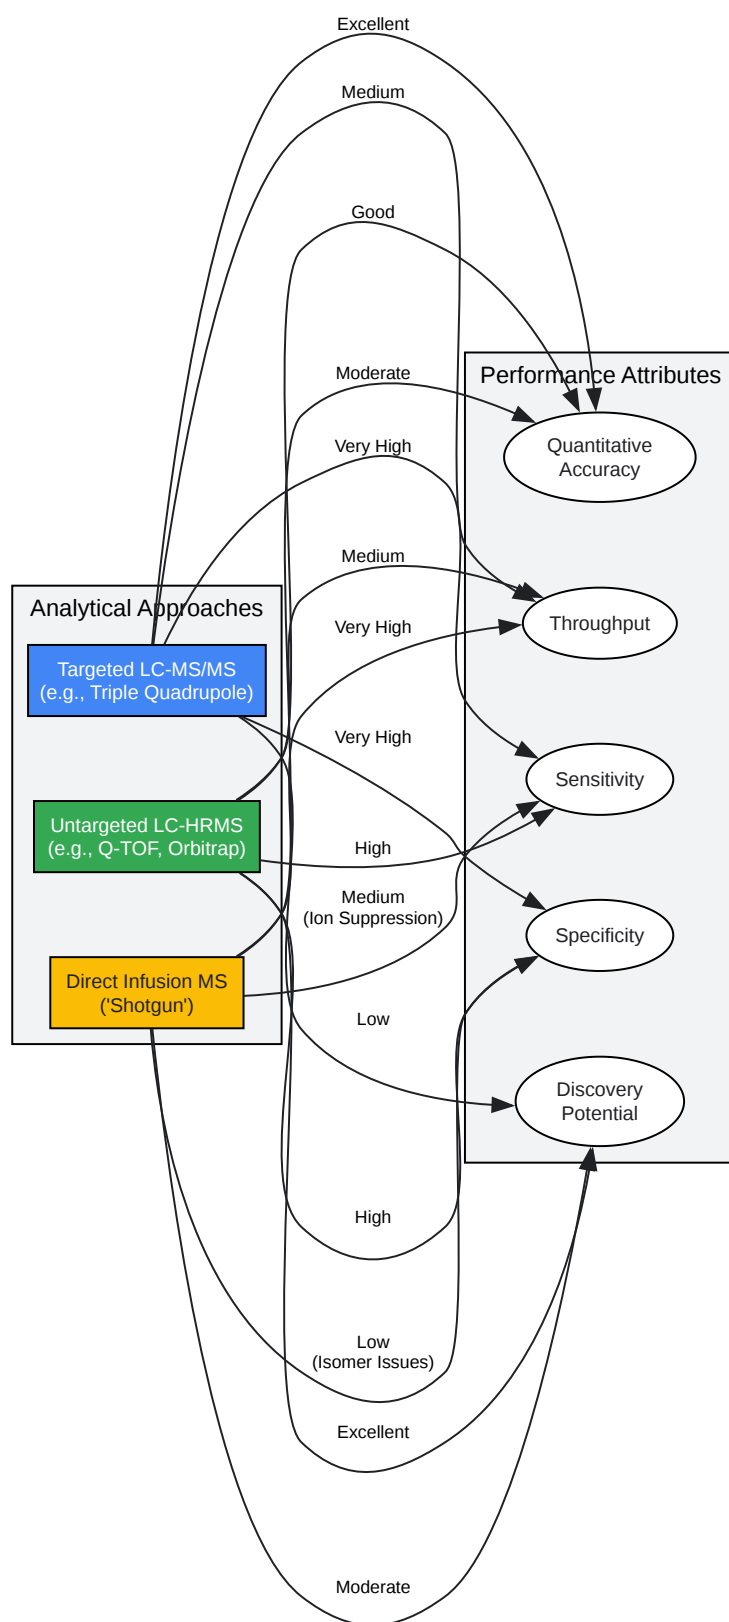 Excellent
Medium
Good
Performance Attributes
Moderate
Quantitative
Accuracy
Very High
Medium
Analytical Approaches
Throughput
Very High
Targeted LC-MS/MS
(e.g., Triple Quadrupole)
Very High
Sensitivity
Untargeted LC-HRMS
(e.g., Q-TOF, Orbitrap)
High
Medium
(Ion Suppression)
Specificity
Direct Infusion MS
('Shotgun')
Low
Discovery
Potential
High
Low
(Isomer Issues)
Excellent
Moderate